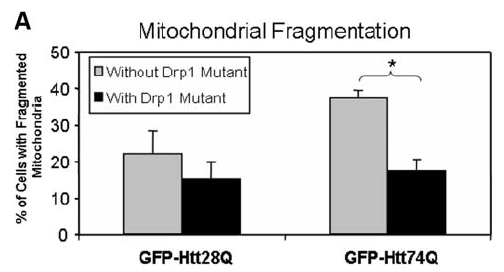 A
Mitochondrial Fragmentation
% of Cells with Fragmented
Mitochondria
50
40
30
20
10
0
Without Drp1 Mutant
With Drp1 Mutant
*
GFP-Htt28Q
GFP-Htt74Q